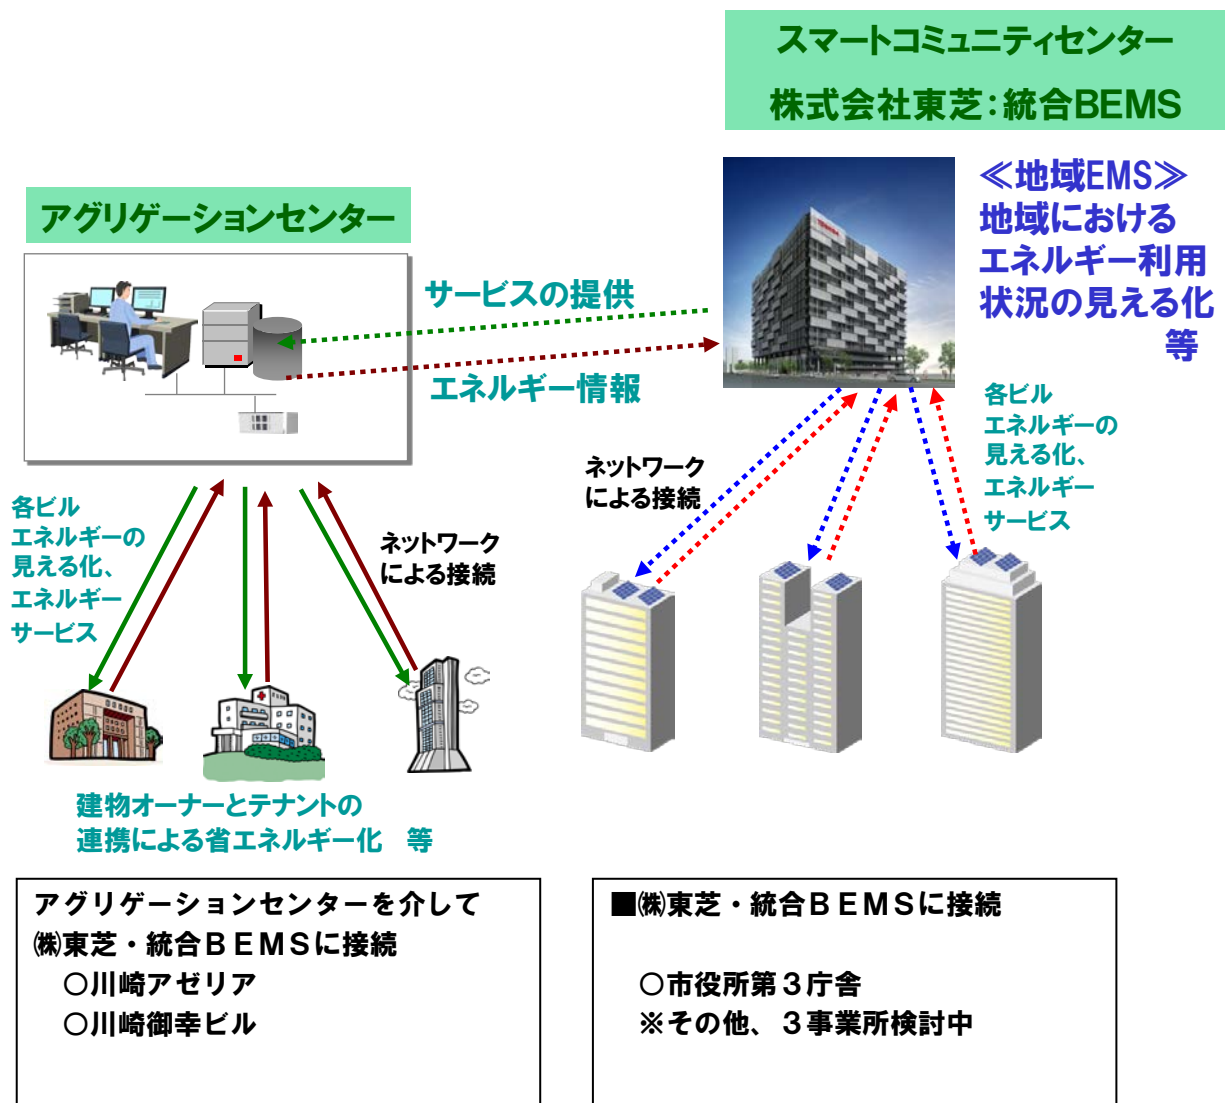 スマートコミュニティセンター
株式会社東芝：統合BEMS
≪地域EMS≫
地域における
エネルギー利用
状況の見える化
等
アグリゲーションセンター
サービスの提供
エネルギー情報
TOSHIBA
各ビル
エネルギーの
見える化、
エネルギー
サービス
ネットワーク
による接続
各ビル
エネルギーの
見える化、
エネルギー
サービス
ネットワーク
による接続
建物オーナーとテナントの
連携による省エネルギー化　等
アグリゲーションセンターを介して
㈱東芝・統合ＢＥＭＳに接続
○川崎アゼリア
○川崎御幸ビル
■㈱東芝・統合ＢＥＭＳに接続
○市役所第３庁舎
※その他、３事業所検討中